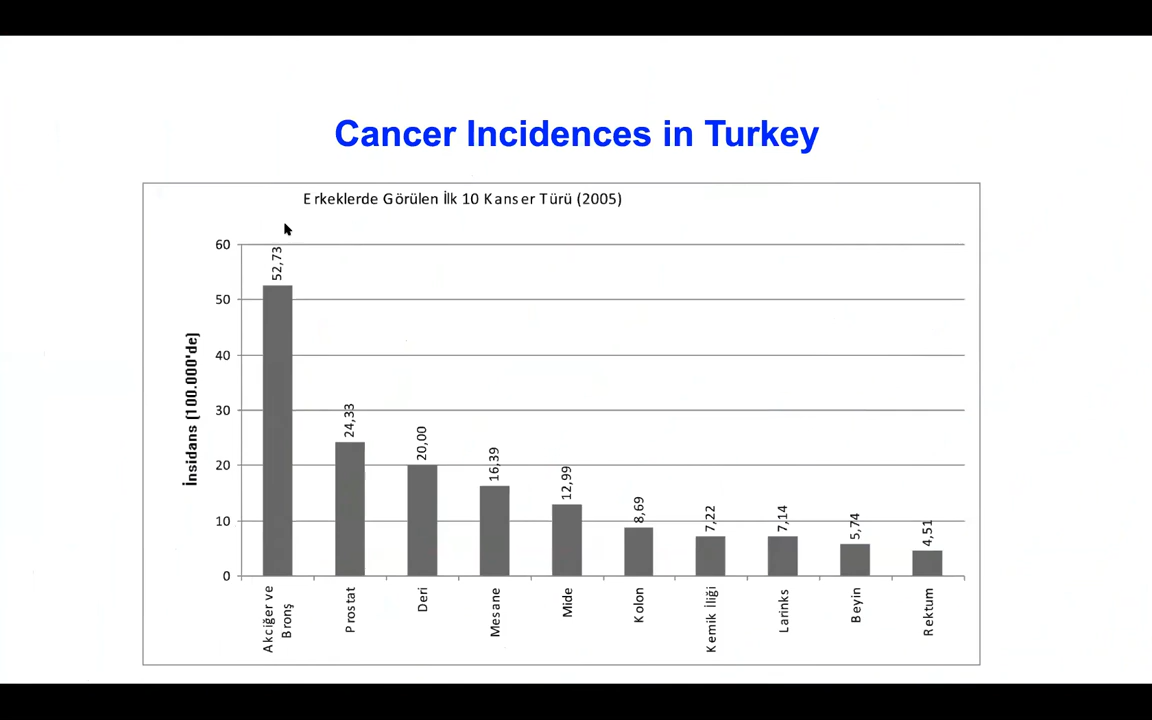 Cancer Incidences in Turkey
Erkeklerde Görülen İlk 10 Kanser Türü (2005)
İnsidans (100.000'de)
60
50
40
30
20
10
0
52,73
24,33
20,00
16,39
12,99
8,69
7,22
7,14
5,74
4,51
Akciğer ve
Bronş
Prostat
Deri
Mesane
Mide
Kolon
Kemik İliği
Larinks
Beyin
Rektum